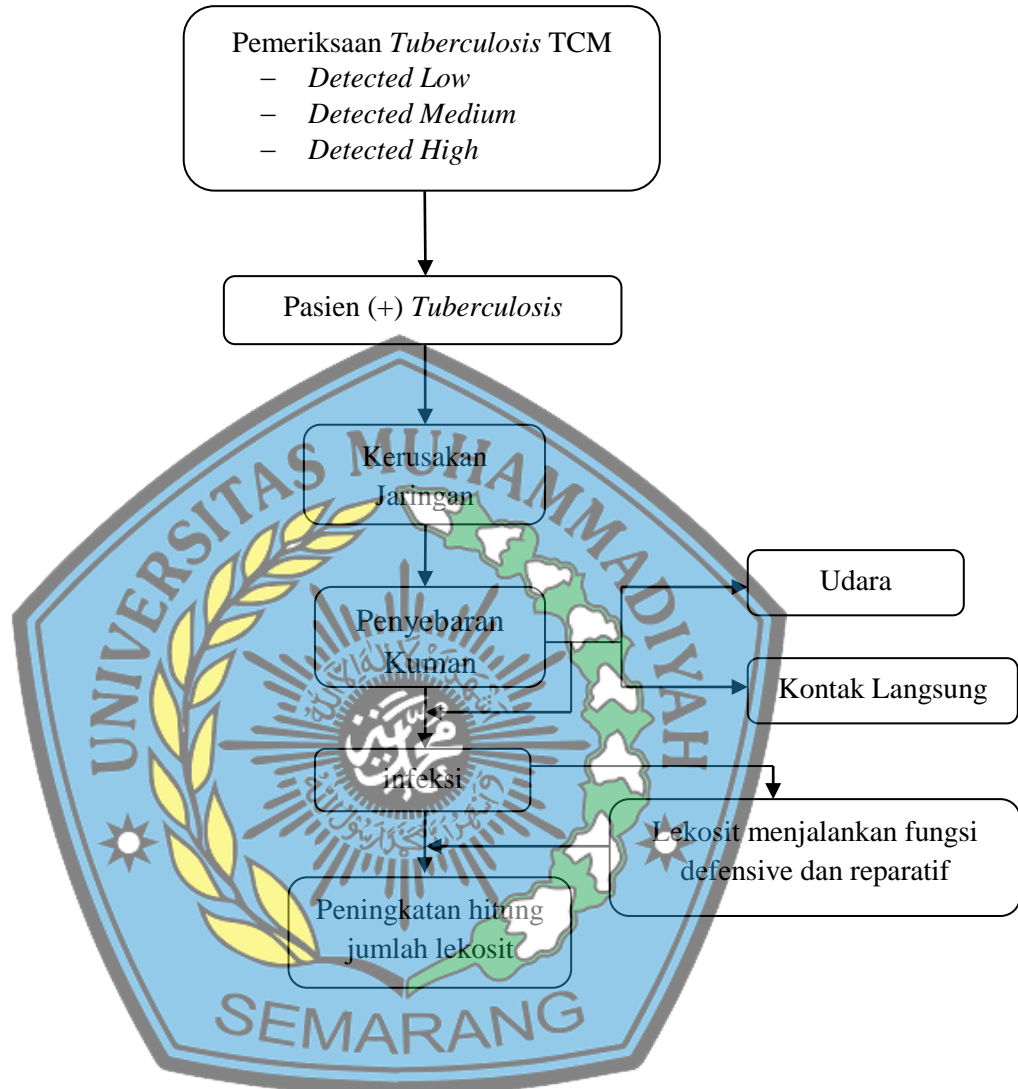 Pemeriksaan Tuberculosis TCM
– Detected Low
– Detected Medium
– Detected High
Pasien (+) Tuberculosis
Kerusakan
Jaringan
Penyebaran
Kuman
Udara
Kontak Langsung
infeksi
Lekosit menjalankan fungsi
defensive dan reparatif
Peningkatan hitung
jumlah lekosit
UNIVERSITAS MUHAMMADIYAH
SEMARANG